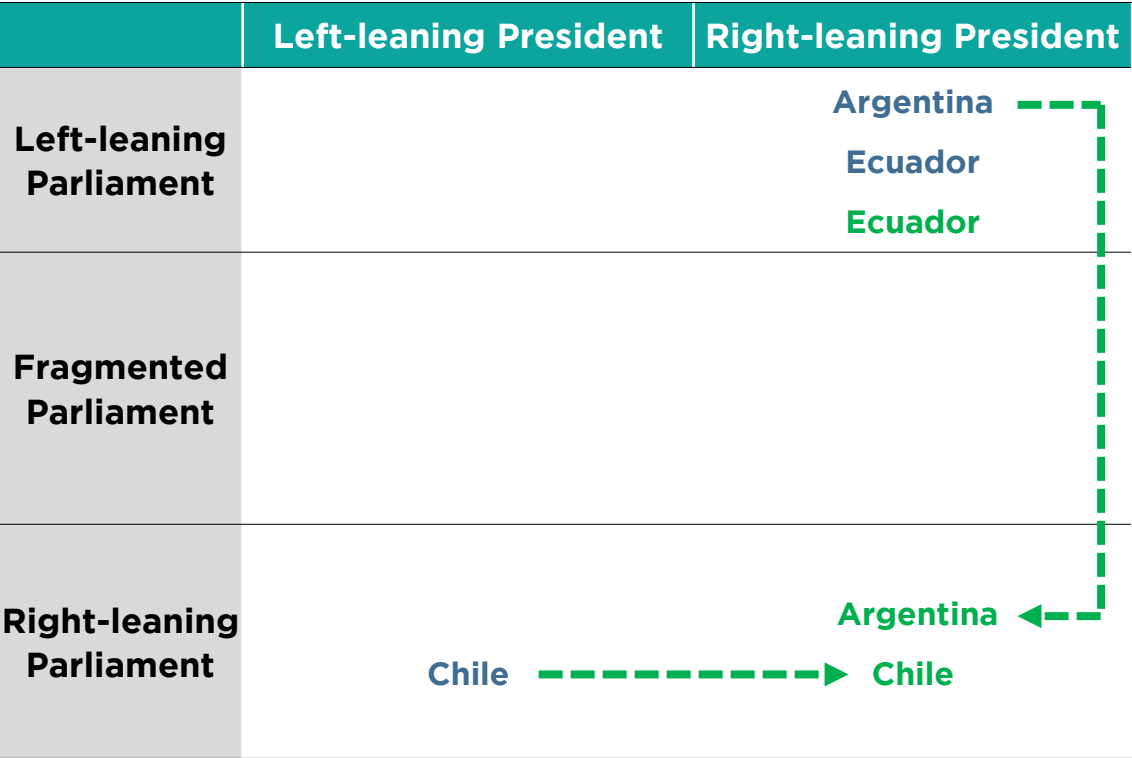 Left-leaning President Right-leaning President
Left-leaning
Parliament
Argentina
Ecuador
Ecuador
Fragmented
Parliament
Right-leaning
Parliament
Argentina
Chile Chile